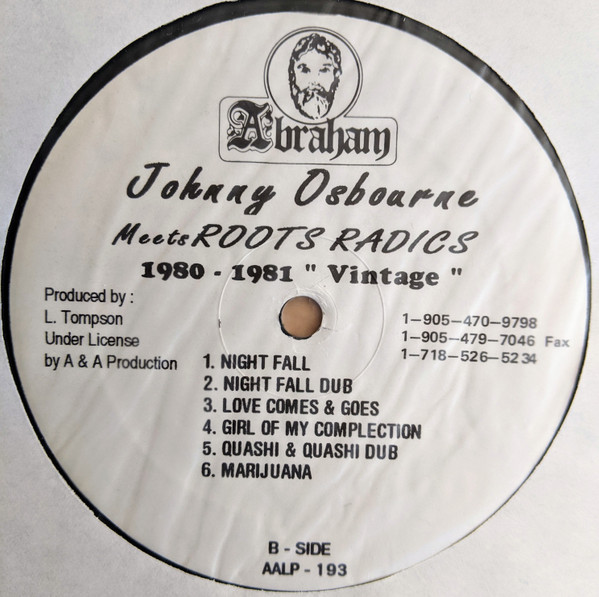 Abraham
Johnny Osbourne
Meets ROOTS RADICS
1980 - 1981 " Vintage "
Produced by :
L. Tompson
Under License
by A & A Production
1-905-470-9798
1-905-479-7046 Fax
1-718-526-5234
1. NIGHT FALL
2. NIGHT FALL DUB
3. LOVE COMES & GOES
4. GIRL OF MY COMPLECTION
5. QUASHI & QUASHI DUB
6. MARIJUANA
B - SIDE
AALP - 193